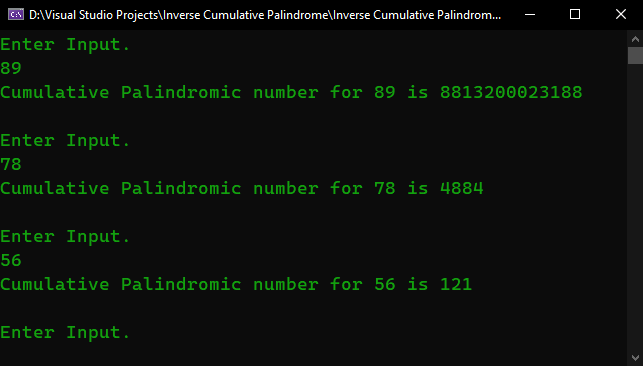 D:\Visual Studio Projects\Inverse Cumulative Palindrome\Inverse Cumulative Palindrom...
Enter Input.
89
Cumulative Palindromic number for 89 is 8813200023188
Enter Input.
78
Cumulative Palindromic number for 78 is 4884
Enter Input.
56
Cumulative Palindromic number for 56 is 121
Enter Input.